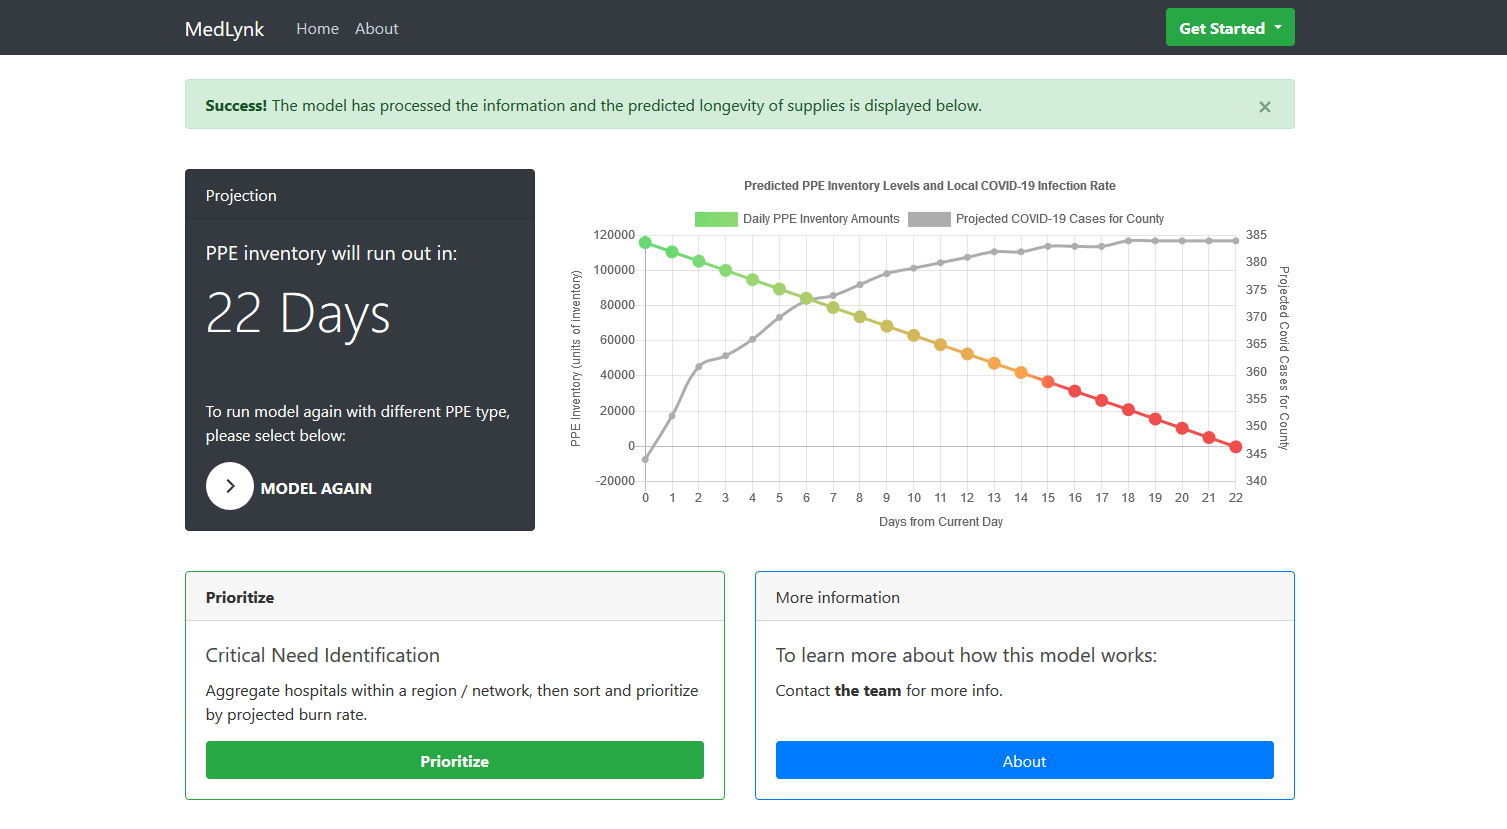 MedLynk Home About Get Started
Success! The model has processed the information and the predicted longevity of supplies is displayed below. ×
Projection
PPE inventory will run out in:
22 Days
To run model again with different PPE type,
please select below:
MODEL AGAIN
Predicted PPE Inventory Levels and Local COVID-19 Infection Rate
Daily PPE Inventory Amounts Projected COVID-19 Cases for County
PPE Inventory (units of inventory)
120000
100000
80000
60000
40000
20000
0
-20000
385
380
375
370
365
360
355
350
345
340
Projected Covid Cases for County
0 1 2 3 4 5 6 7 8 9 10 11 12 13 14 15 16 17 18 19 20 21 22
Days from Current Day
Prioritize
Critical Need Identification
Aggregate hospitals within a region / network, then sort and prioritize
by projected burn rate.
Prioritize
More information
To learn more about how this model works:
Contact the team for more info.
About